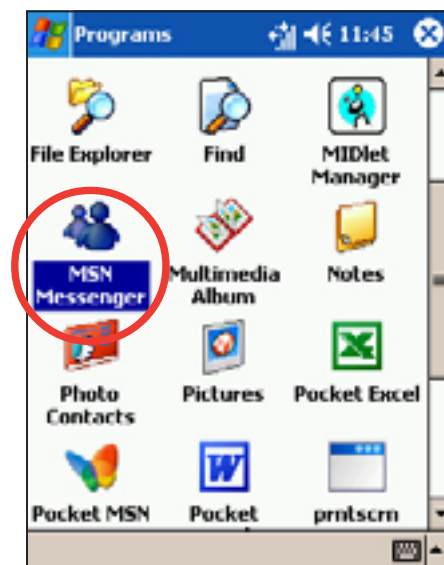 Programs 11:45
File Explorer Find MIDlet
Manager
MSN Multimedia Notes
Messenger Album
Photo Pictures Pocket Excel
Contacts
Pocket MSN Pocket prntscrn